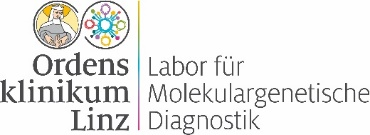 Ordens
klinikum
Linz
Labor für
Molekulargenetische
Diagnostik